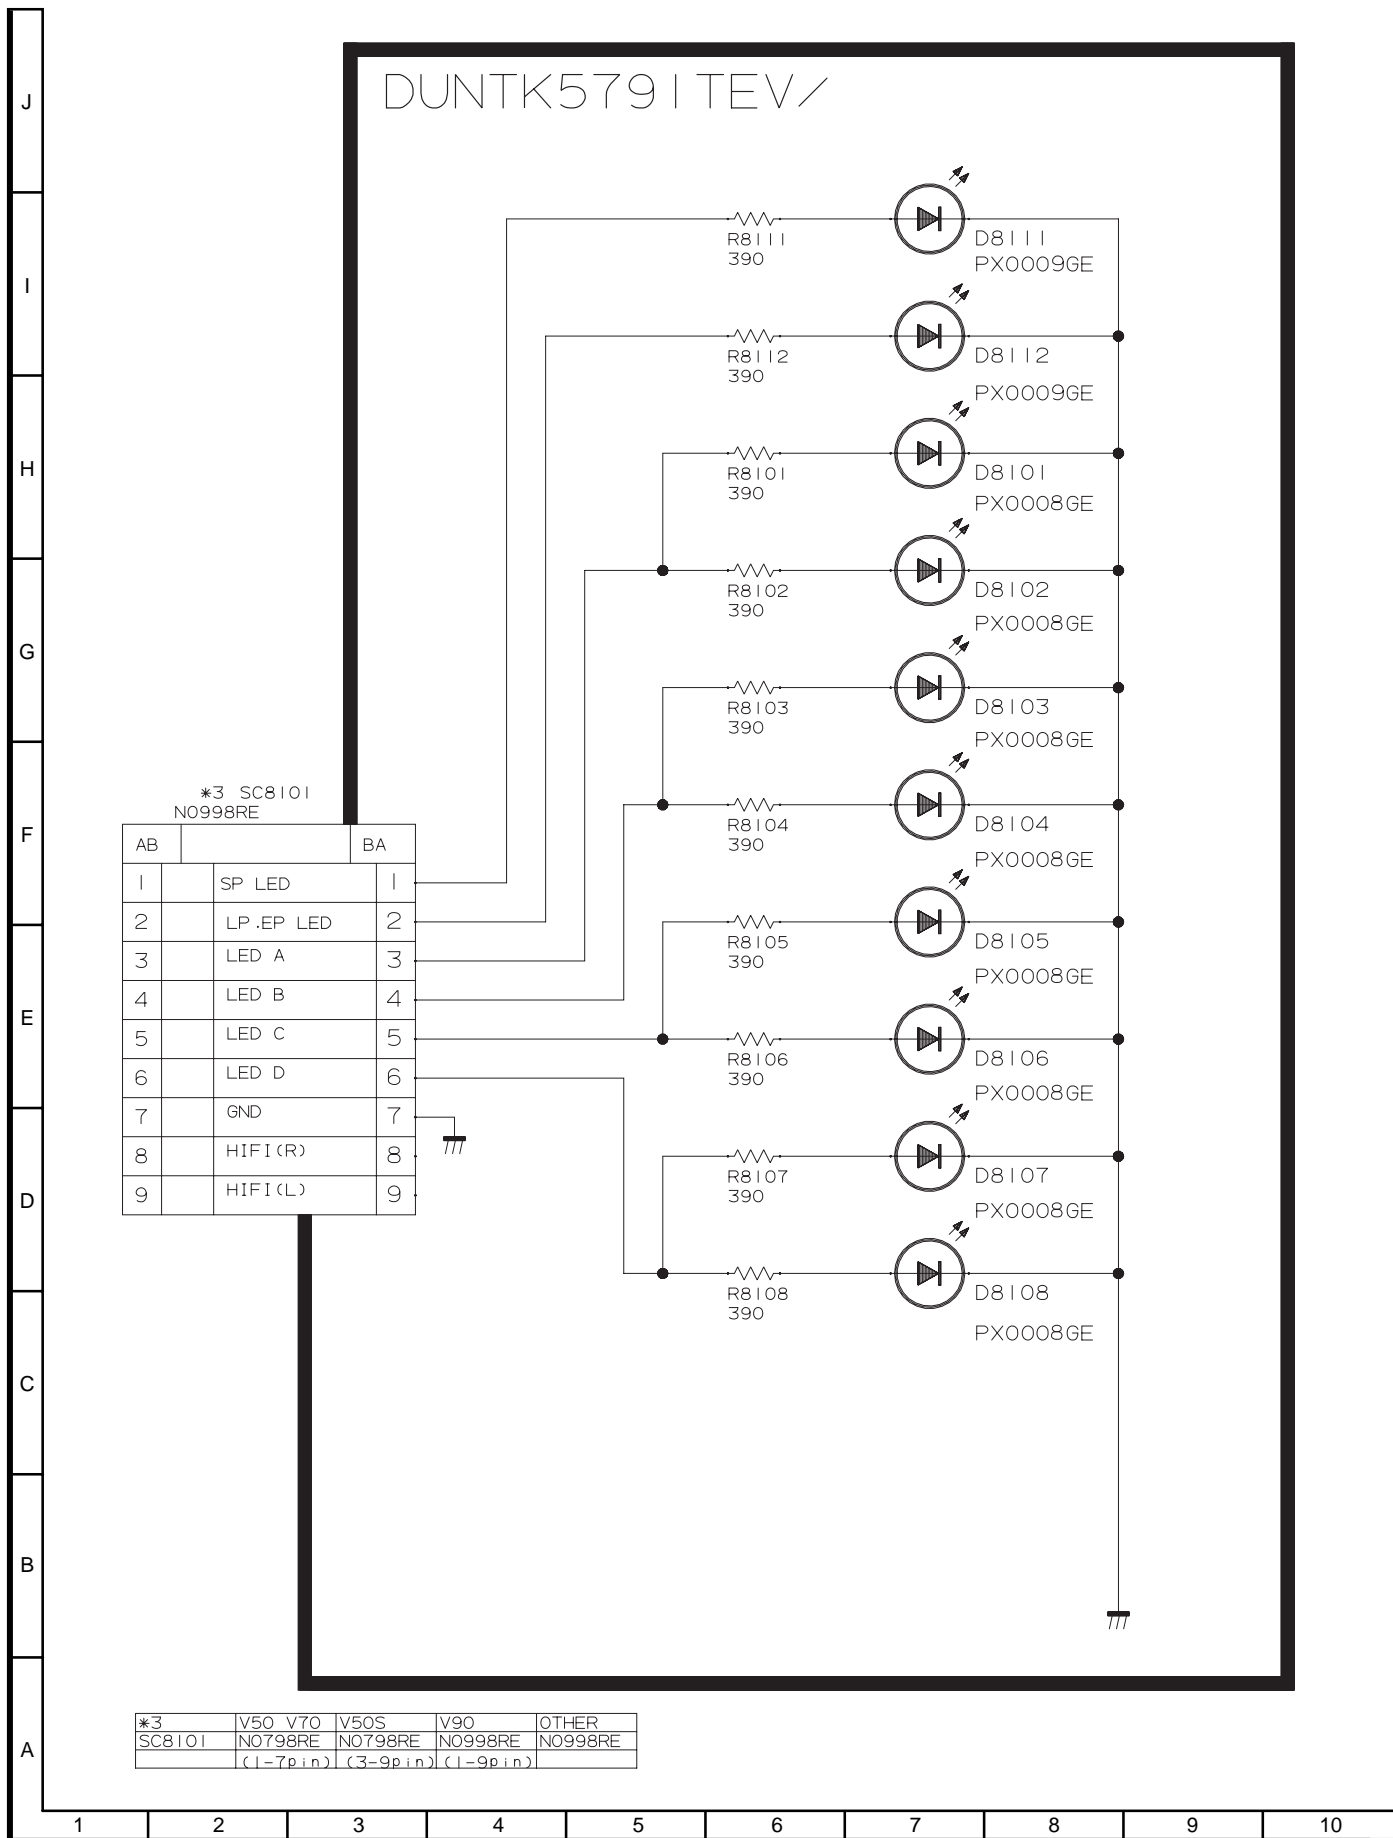 DUNTK5791TEV/
J
R8111
390
D8111
PX0009GE
I
R8112
390
D8112
PX0009GE
H
R8101
390
D8101
PX0008GE
R8102
390
D8102
PX0008GE
G
R8103
390
D8103
PX0008GE
*3 SC8101
N0998RE
F
R8104
390
D8104
PX0008GE
AB BA
1 SP LED 1
2 LP.EP LED 2
3 LED A 3
4 LED B 4
5 LED C 5
6 LED D 6
7 GND 7
8 HIFI(R) 8
9 HIFI(L) 9
R8105
390
D8105
PX0008GE
E
R8106
390
D8106
PX0008GE
R8107
390
D8107
PX0008GE
D
R8108
390
D8108
PX0008GE
C
B
A
*3 V50 V70 V50S V90 OTHER
SC8101 N0798RE N0798RE N0998RE N0998RE
(1-7pin) (3-9pin) (1-9pin)
1 2 3 4 5 6 7 8 9 10